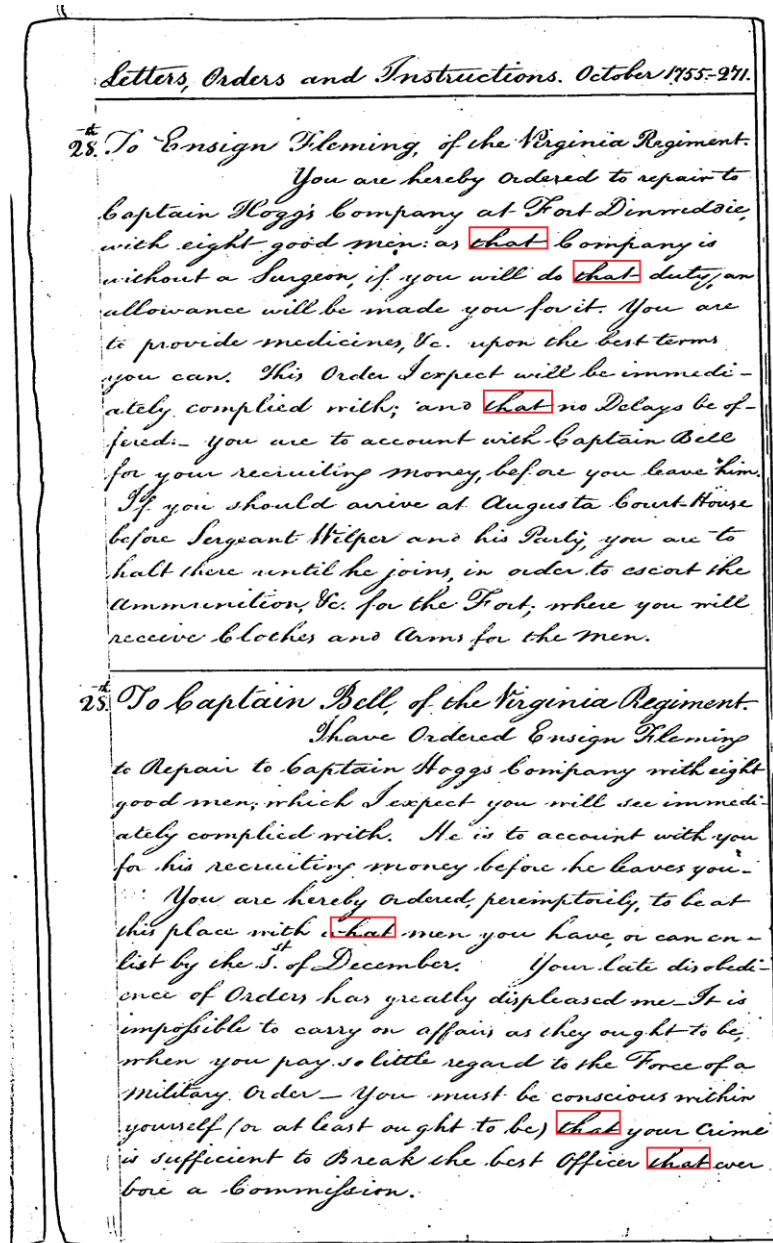 Letters, Orders and Instructions. October 1755.-271.
28.th To Ensign Fleming, of the Virginia Regiment.
You are hereby Ordered to repair to
Captain Hogg's Company at Fort Dinwiddie,
with eight good men: as that Company is
without a Surgeon, if you will do that duty, an
allowance will be made you for it. You are
to provide medicines, &c. upon the best terms
you can. This Order I expect will be immedi-
ately complied with; and that no Delays be of-
fered:- you are to account with Captain Bell
for your recruiting money, before you leave him.
If you should arrive at Augusta Court-House
before Sergeant Wilper and his Party, you are to
halt there until he joins, in order to escort the
Ammunition, &c. for the Fort; where you will
receive Clothes and Arms for the Men.
28.th To Captain Bell, of the Virginia Regiment.
I have Ordered Ensign Fleming
to Repair to Captain Hoggs Company with eight
good men; which I expect you will see immedi-
ately complied with. He is to account with you
for his recruiting money before he leaves you-
You are hereby Ordered, peremptorily, to be at
this place with what men you have, or can en-
list by the 1.st of December. Your late disobedi-
ence of Orders has greatly displeased me_It is
impossible to carry on affairs as they ought to be,
when you pay so little regard to the Force of a
Military Order_ You must be conscious within
yourself (or at least ought to be) that your Crime
is sufficient to Break the best Officer that ever
bore a Commission.